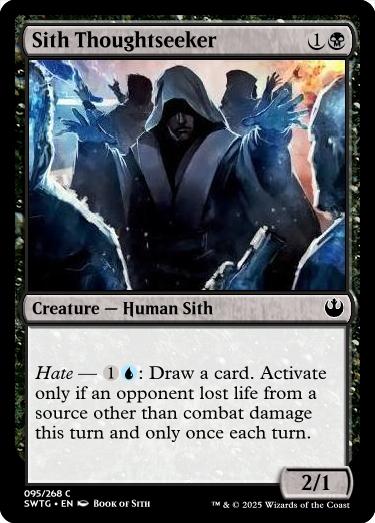 Sith Thoughtseeker 1
Creature — Human Sith
Hate — 1: Draw a card. Activate
only if an opponent lost life from a
source other than combat damage
this turn and only once each turn.
2/1
095/268 C
SWTG • EN Book of Sith
™ & © 2025 Wizards of the Coast